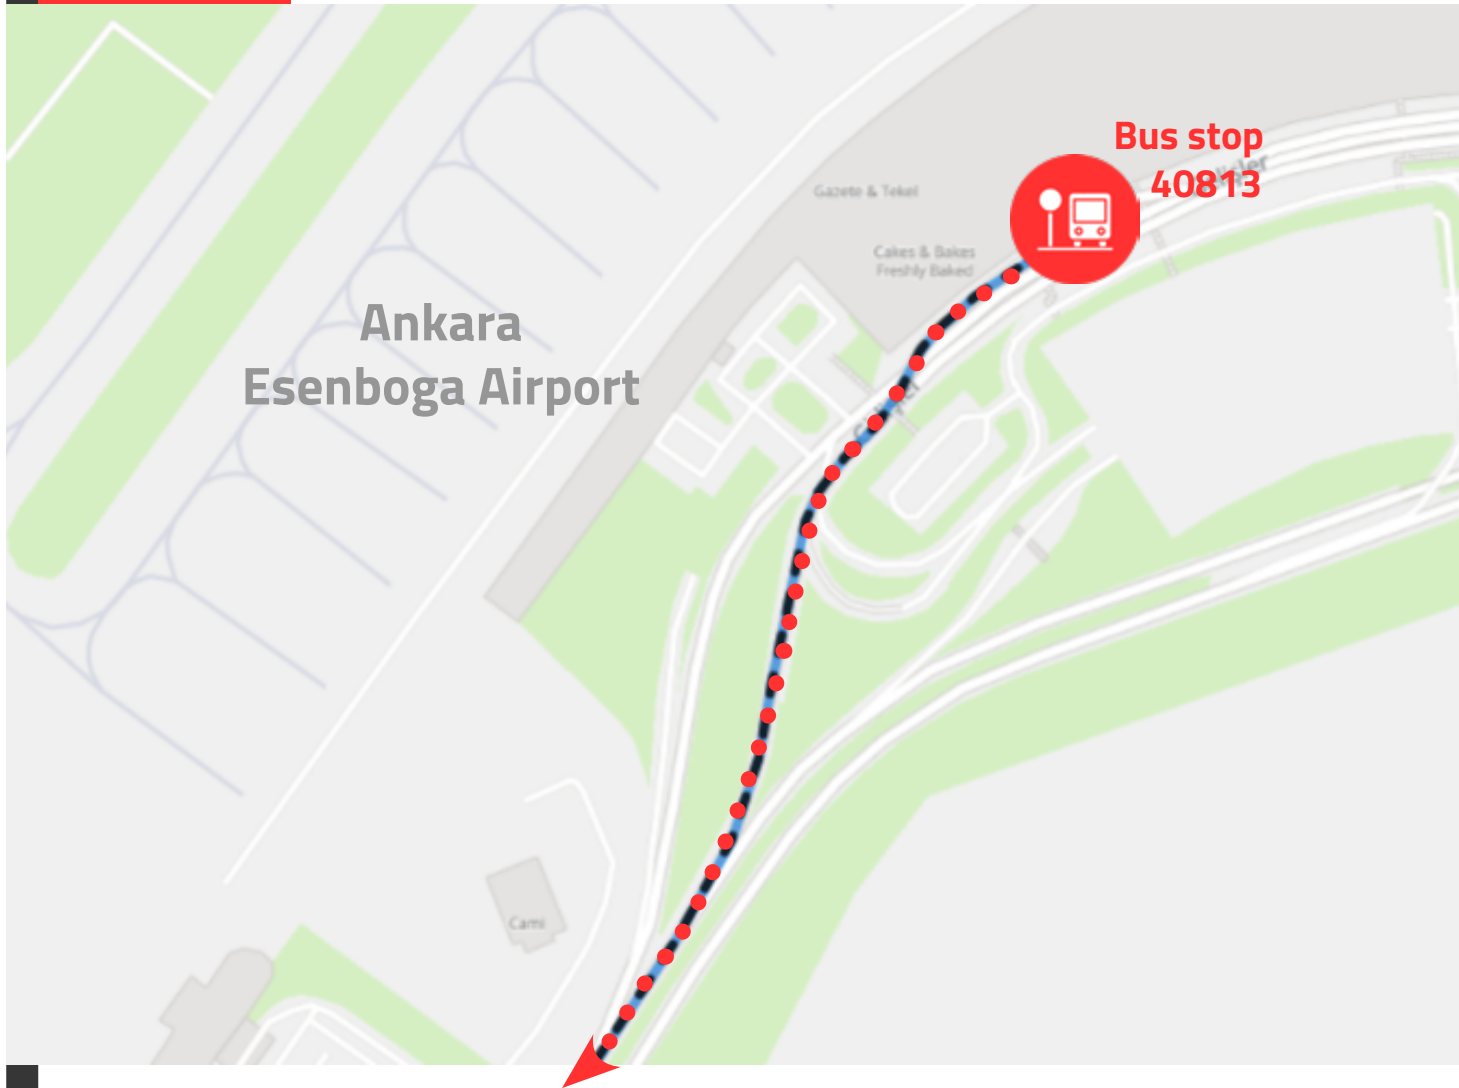 Bus stop
40813
Gazete & Tekel
Cakes & Bakes
Freshly Baked
Ankara
Esenboga Airport
Cami